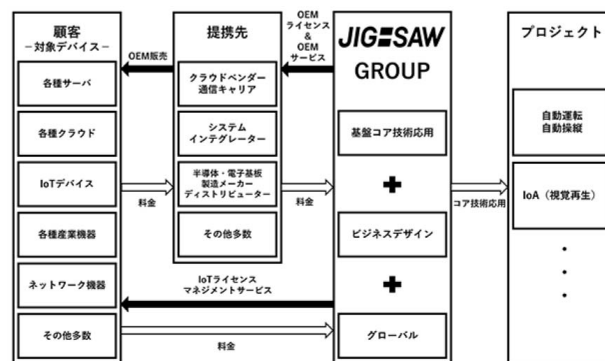 顧客
－対象デバイス－
各種サーバ
各種クラウド
IoTデバイス
各種産業機器
ネットワーク機器
その他多数
OEM販売
料金
提携先
クラウドベンダー
通信キャリア
システム
インテグレーター
半導体・電子基板
製造メーカー
ディストリビューター
その他多数
OEM
ライセンス
&
OEM
サービス
料金
IoTライセンス
マネジメントサービス
料金
JIG=SAW
GROUP
基盤コア技術応用
+
ビジネスデザイン
+
グローバル
コア技術応用
プロジェクト
自動運転
自動操縦
IoA（視覚再生）
・
・
・